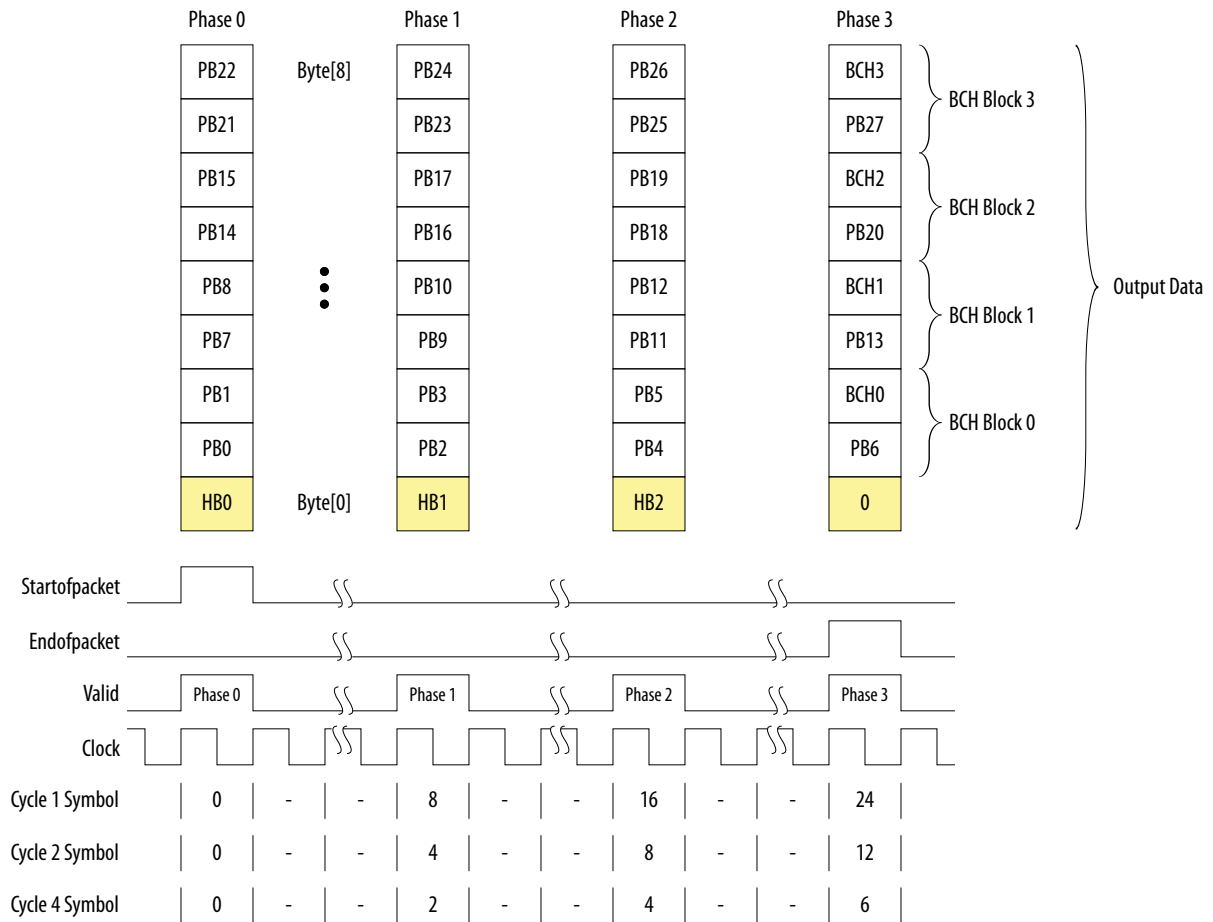 Phase 0 Phase 1 Phase 2 Phase 3
PB22 Byte[8] PB24 PB26 BCH3
BCH Block 3
PB21 PB23 PB25 PB27
PB15 PB17 PB19 BCH2
BCH Block 2
PB14 PB16 PB18 PB20
PB8 PB10 PB12 BCH1
Output Data
BCH Block 1
PB7 PB9 PB11 PB13
PB1 PB3 PB5 BCH0
BCH Block 0
PB0 PB2 PB4 PB6
HB0 Byte[0] HB1 HB2 0
Startofpacket
Endofpacket
Valid Phase 0 Phase 1 Phase 2 Phase 3
Clock
Cycle 1 Symbol 0 - - 8 - - 16 - - 24
Cycle 2 Symbol 0 - - 4 - - 8 - - 12
Cycle 4 Symbol 0 - - 2 - - 4 - - 6